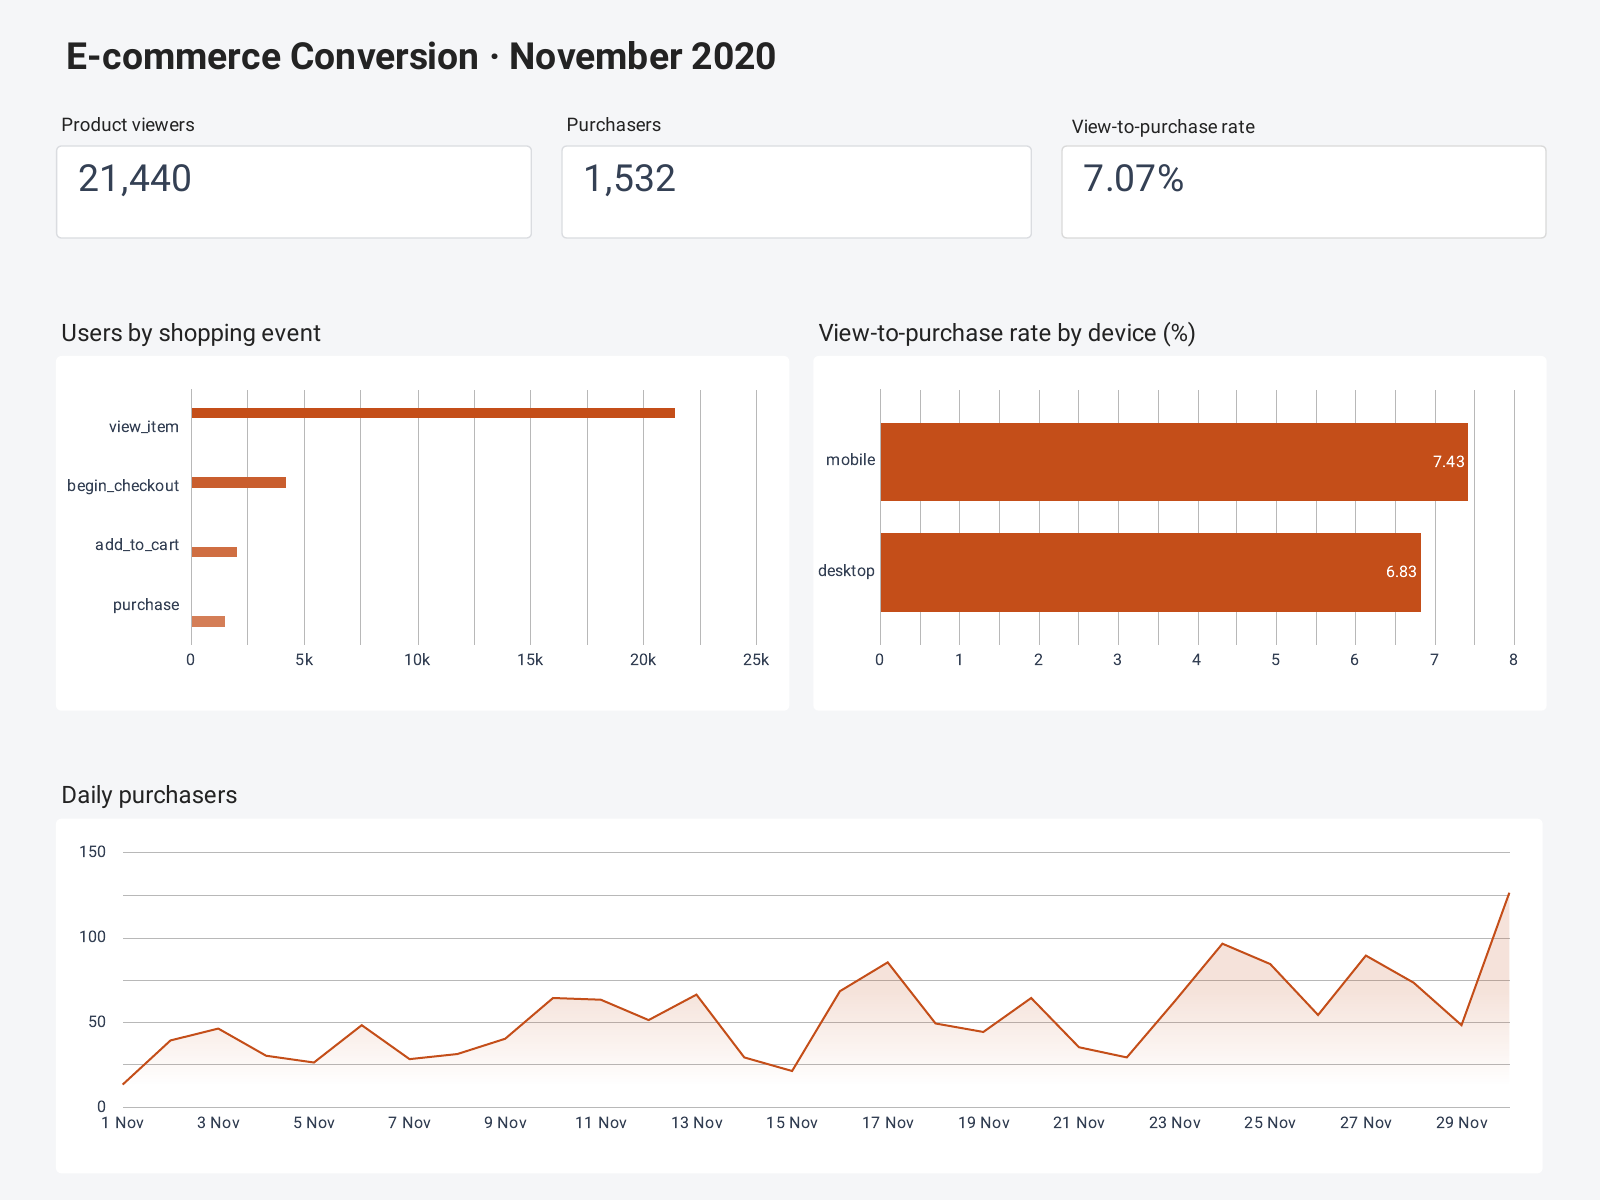 E-commerce Conversion · November 2020
Product viewers
21,440
Purchasers
1,532
View-to-purchase rate
7.07%
Users by shopping event
view_item
begin_checkout
add_to_cart
purchase
0 5k 10k 15k 20k 25k
View-to-purchase rate by device (%)
mobile 7.43
desktop 6.83
0 1 2 3 4 5 6 7 8
Daily purchasers
150
100
50
0
1 Nov 3 Nov 5 Nov 7 Nov 9 Nov 11 Nov 13 Nov 15 Nov 17 Nov 19 Nov 21 Nov 23 Nov 25 Nov 27 Nov 29 Nov